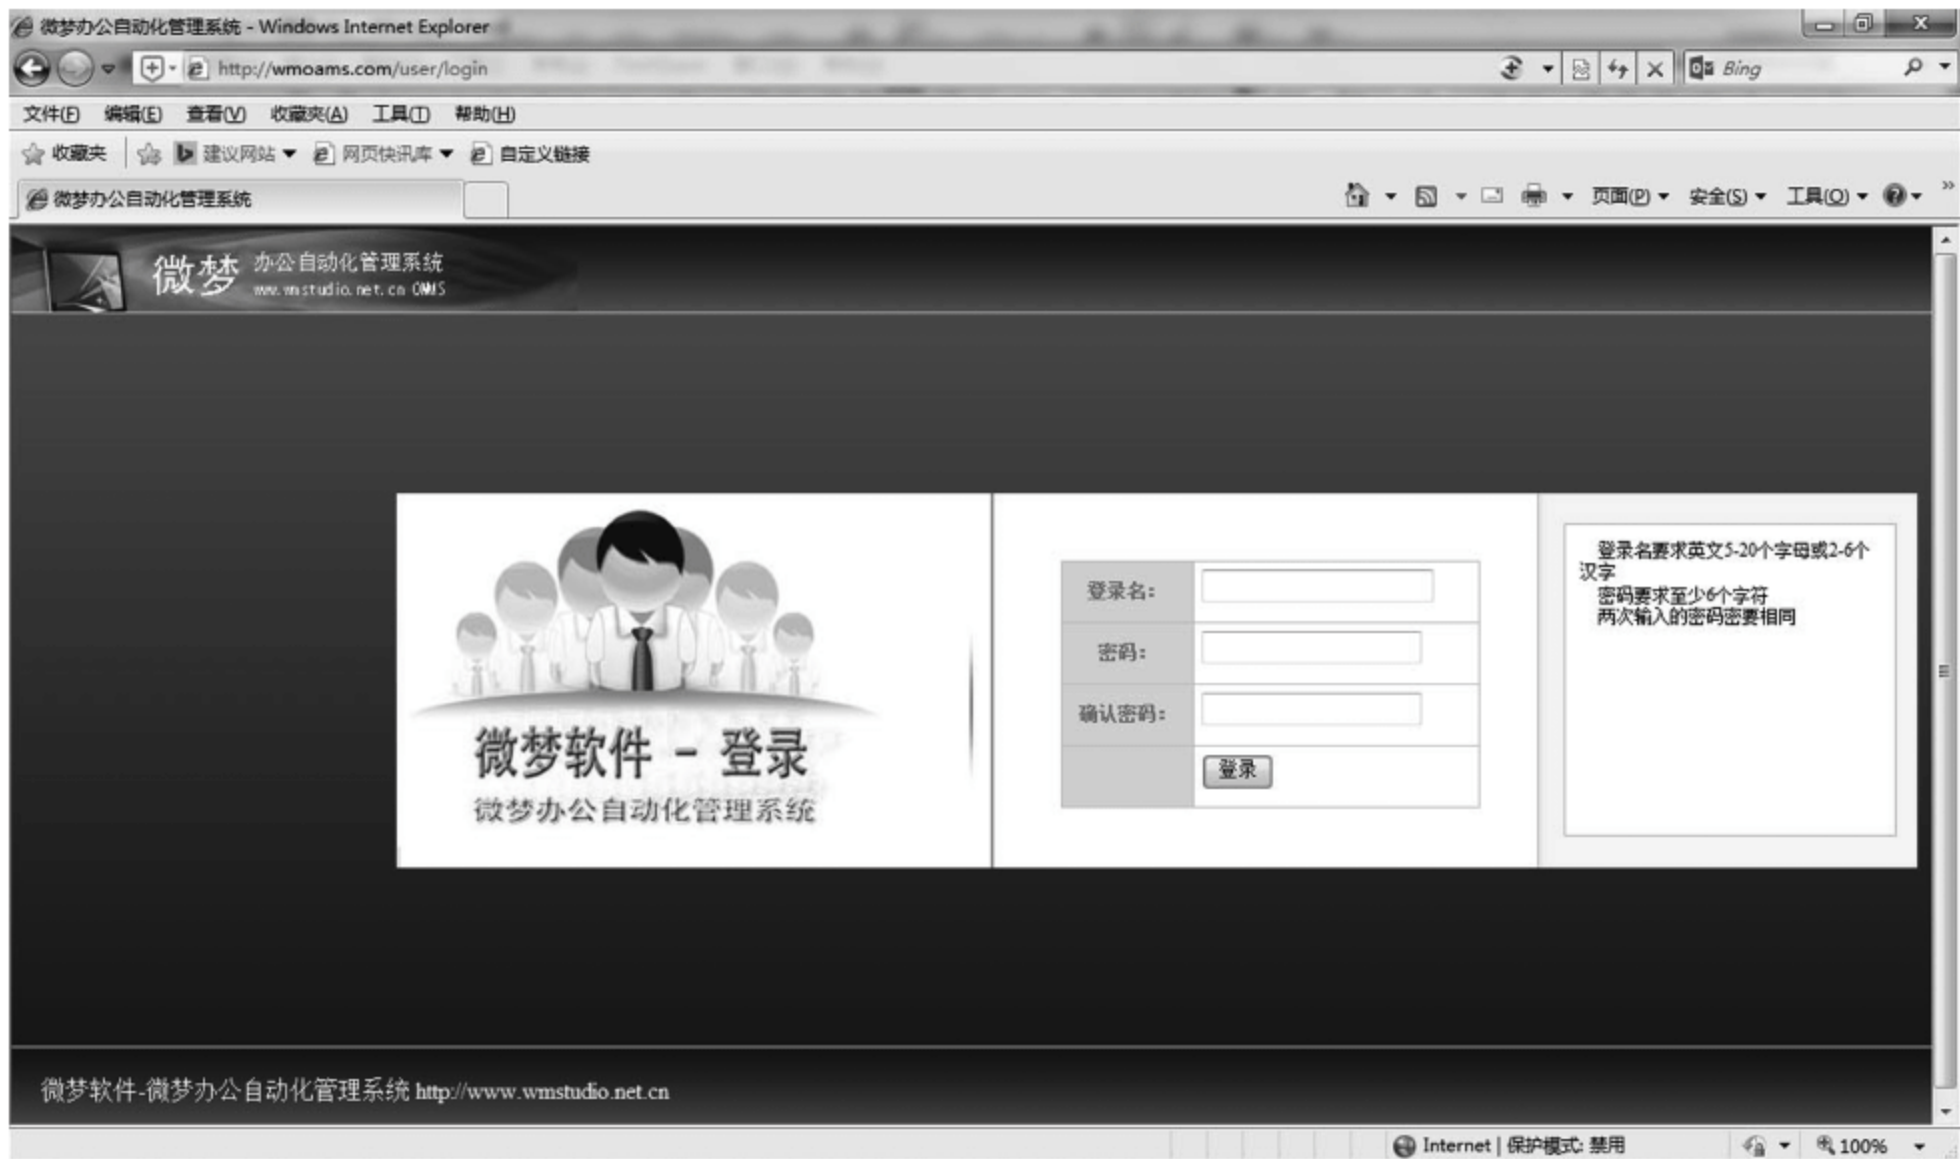 微梦办公自动化管理系统 - Windows Internet Explorer
http://wmoams.com/user/login
Bing
文件(F) 编辑(E) 查看(V) 收藏夹(A) 工具(T) 帮助(H)
收藏夹 建议网站 网页快讯库 自定义链接
微梦办公自动化管理系统
页面(P) 安全(S) 工具(O)
微梦 办公自动化管理系统
www.wmstudio.net.cn OMMS
登录名要求英文5-20个字母或2-6个
汉字
密码要求至少6个字符
两次输入的密码密要相同
登录名:
密码:
确认密码:
登录
微梦软件 - 登录
微梦办公自动化管理系统
微梦软件-微梦办公自动化管理系统 http://www.wmstudio.net.cn
Internet | 保护模式: 禁用
100%